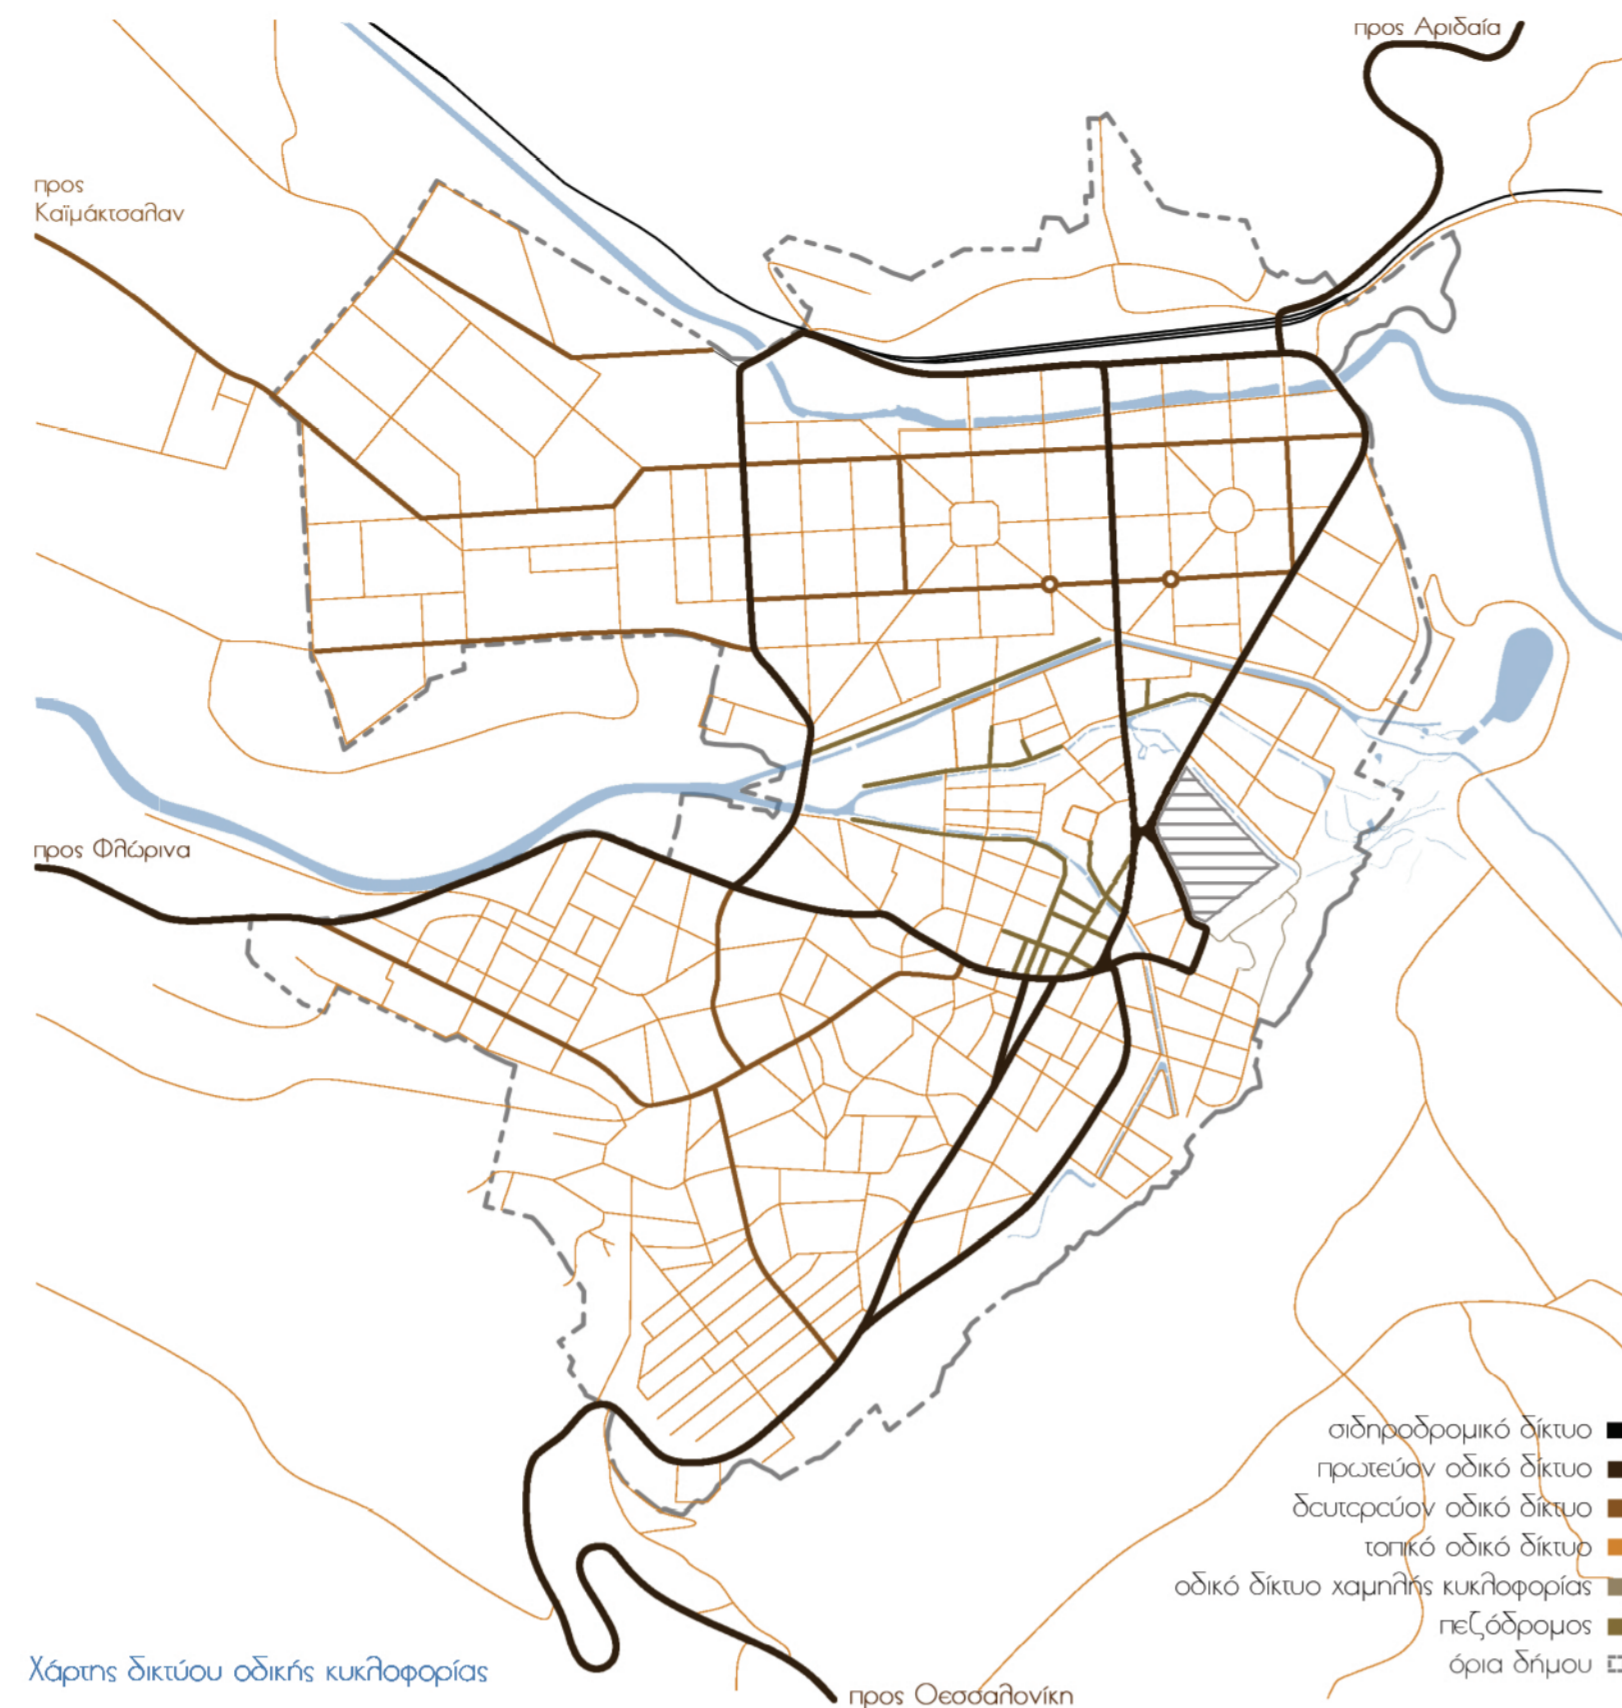 προς Αριδαία
προς
Καϊμάκτσαλαν
προς Φλώρινα
σιδηροδρομικό δίκτυο
πρωτεύον οδικό δίκτυο
δευτερεύον οδικό δίκτυο
τοπικό οδικό δίκτυο
οδικό δίκτυο χαμηλής κυκλοφορίας
πεζόδρομος
όρια δήμου
Χάρτης δικτύου οδικής κυκλοφορίας
προς Θεσσαλονίκη